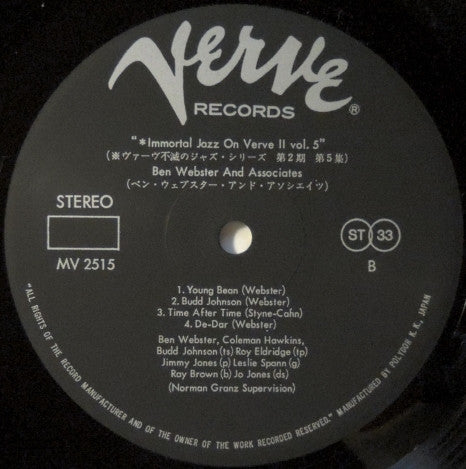 Verve
RECORDS ®
"*Immortal Jazz On Verve II vol. 5"
(※ヴァーヴ不滅のジャズ・シリーズ 第2期 第5集)
Ben Webster And Associates
(ベン・ウェブスター・アンド・アソシエイツ)
STEREO
MV 2515
ST 33
B
1. Young Bean (Webster)
2. Budd Johnson (Webster)
3. Time After Time (Styne-Cahn)
4. De-Dar (Webster)
Ben Webster, Coleman Hawkins,
Budd Johnson (ts) Roy Eldridge (tp)
Jimmy Jones (p) Leslie Spann (g)
Ray Brown (b) Jo Jones (ds)
(Norman Granz Supervision)
"ALL RIGHTS OF THE RECORD MANUFACTURER AND OF THE OWNER OF THE WORK RECORDED RESERVED." MANUFACTURED BY POLYDOR K.K., JAPAN